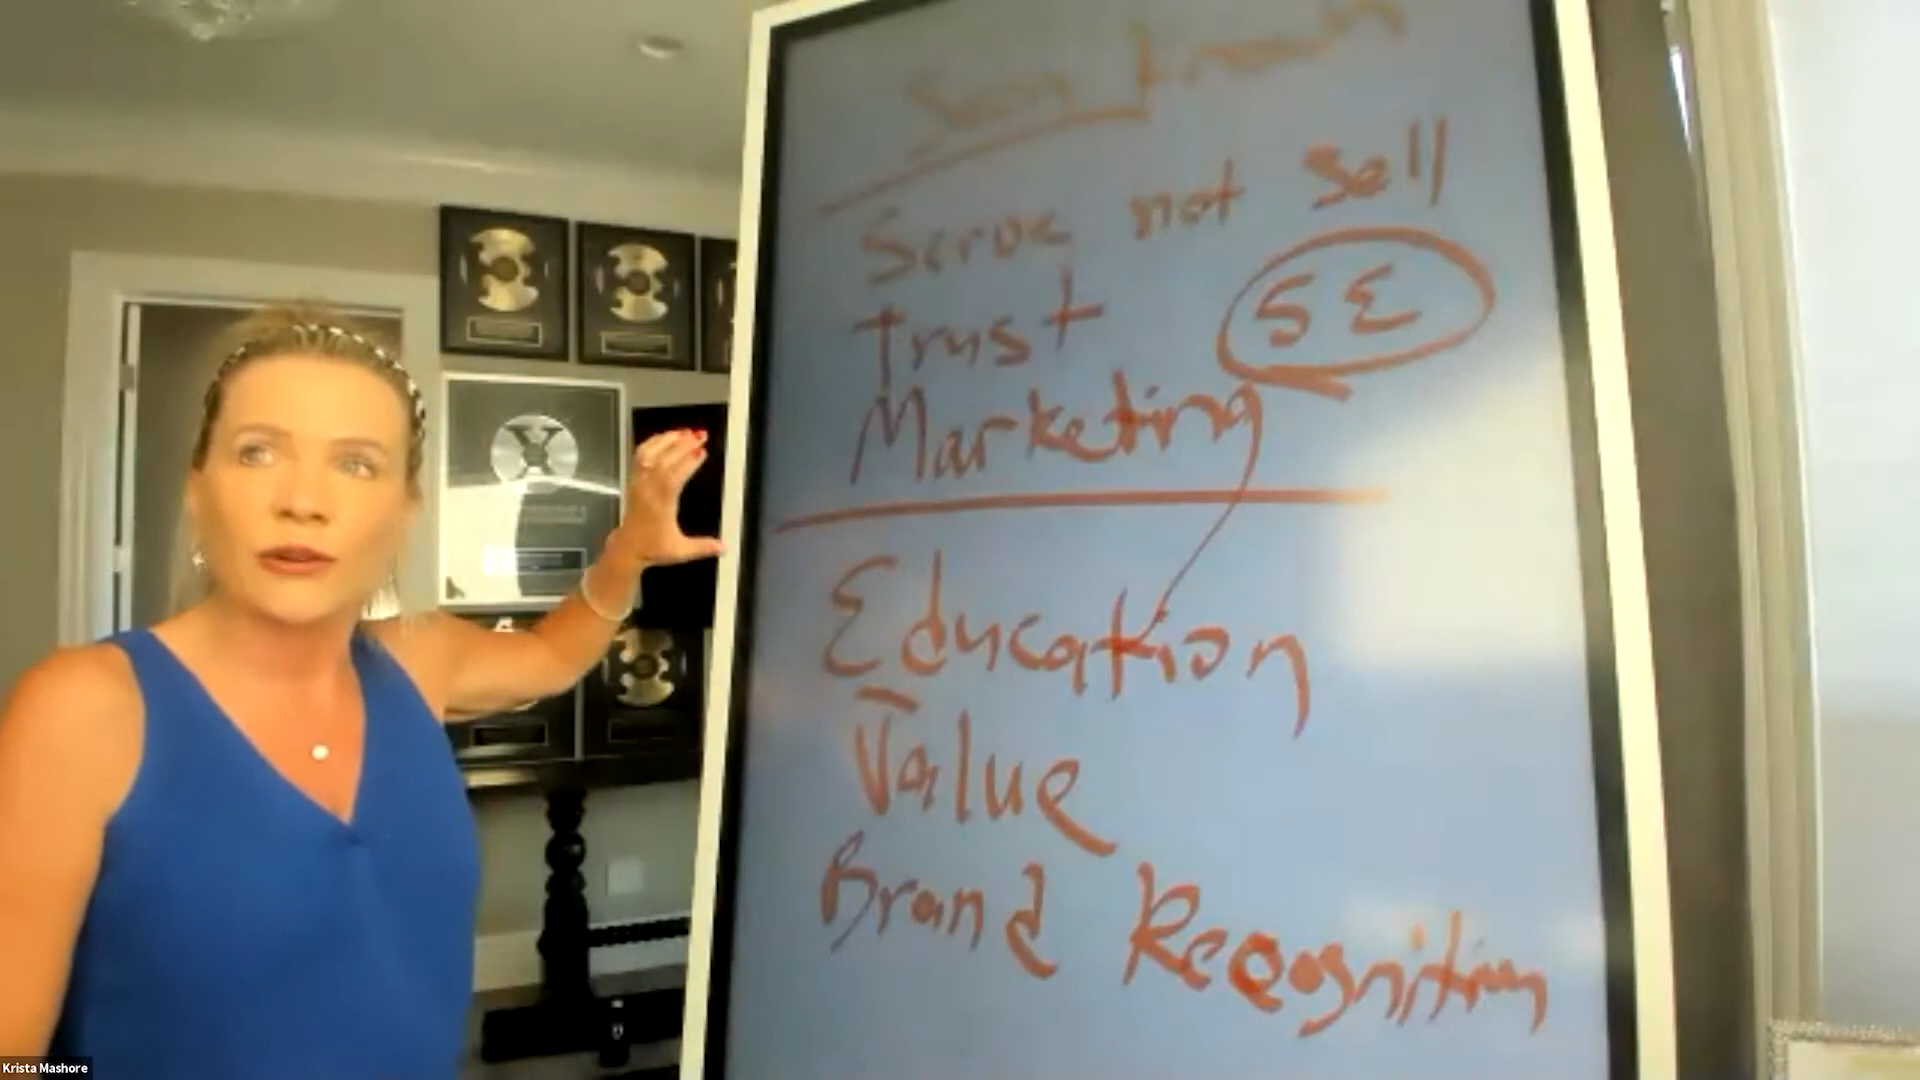 Serve not Sell
Trust
SE
Marketing
Education
Value
Brand Recognition
Krista Mashore